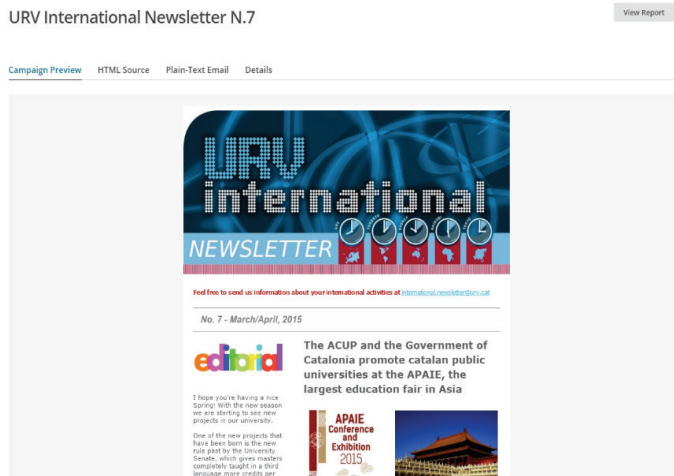 URV International Newsletter N.7
View Report
Campaign Preview HTML Source Plain-Text Email Details
URV
international
NEWSLETTER
Feel free to send us information about your international activities at international.newsletter@urv.cat
No. 7 - March/April, 2015
editorial
I hope you're having a nice
Spring! With the new season
we are starting to see new
projects in our university.
One of the new projects that
have been born is the new
rule past by the University
Senate, which gives masters
completely taught in a third
language more credits per
The ACUP and the Government of
Catalonia promote catalan public
universities at the APAIE, the
largest education fair in Asia
APAIE
Conference
and
Exhibition
2015